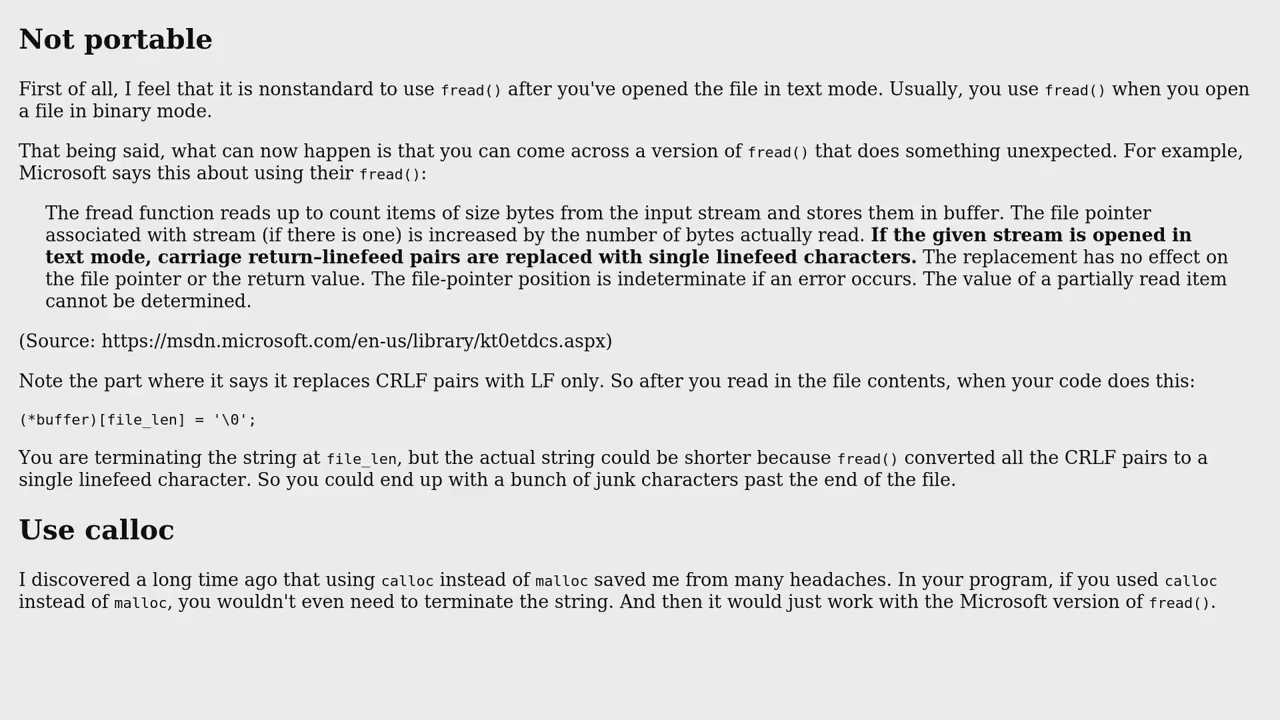 Not portable
First of all, I feel that it is nonstandard to use fread() after you've opened the file in text mode. Usually, you use fread() when you open
a file in binary mode.
That being said, what can now happen is that you can come across a version of fread() that does something unexpected. For example,
Microsoft says this about using their fread():
The fread function reads up to count items of size bytes from the input stream and stores them in buffer. The file pointer
associated with stream (if there is one) is increased by the number of bytes actually read. If the given stream is opened in
text mode, carriage return–linefeed pairs are replaced with single linefeed characters. The replacement has no effect on
the file pointer or the return value. The file-pointer position is indeterminate if an error occurs. The value of a partially read item
cannot be determined.
(Source: https://msdn.microsoft.com/en-us/library/kt0etdcs.aspx)
Note the part where it says it replaces CRLF pairs with LF only. So after you read in the file contents, when your code does this:
(*buffer)[file_len] = '\0';
You are terminating the string at file_len, but the actual string could be shorter because fread() converted all the CRLF pairs to a
single linefeed character. So you could end up with a bunch of junk characters past the end of the file.
Use calloc
I discovered a long time ago that using calloc instead of malloc saved me from many headaches. In your program, if you used calloc
instead of malloc, you wouldn't even need to terminate the string. And then it would just work with the Microsoft version of fread().